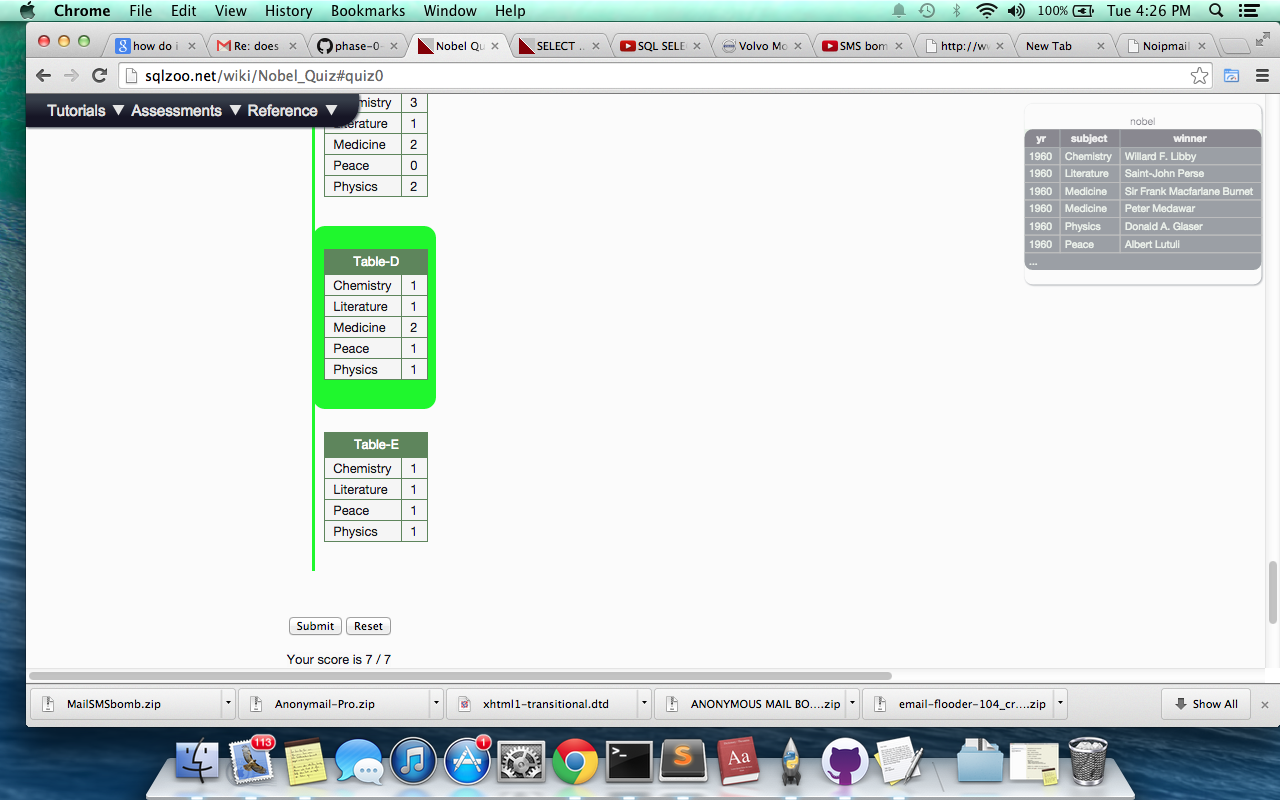 Chrome File Edit View History Bookmarks Window Help 100% Tue 4:26 PM
how do i Re: does phase-0 Nobel Qu SELECT .. SQL SELE Volvo Mo SMS bom http://w New Tab Noipmail
sqlzoo.net/wiki/Nobel_Quiz#quiz0
Tutorials ▼ Assessments ▼ Reference ▼
mistry 3
erature 1
Medicine 2
Peace 0
Physics 2
Table-D
Chemistry 1
Literature 1
Medicine 2
Peace 1
Physics 1
Table-E
Chemistry 1
Literature 1
Peace 1
Physics 1
Submit Reset
Your score is 7 / 7
nobel
yr subject winner
1960 Chemistry Willard F. Libby
1960 Literature Saint-John Perse
1960 Medicine Sir Frank Macfarlane Burnet
1960 Medicine Peter Medawar
1960 Physics Donald A. Glaser
1960 Peace Albert Lutuli
...
MailSMSbomb.zip Anonymail-Pro.zip xhtml1-transitional.dtd ANONYMOUS MAIL BO....zip email-flooder-104_cr....zip Show All
113 1 Aa